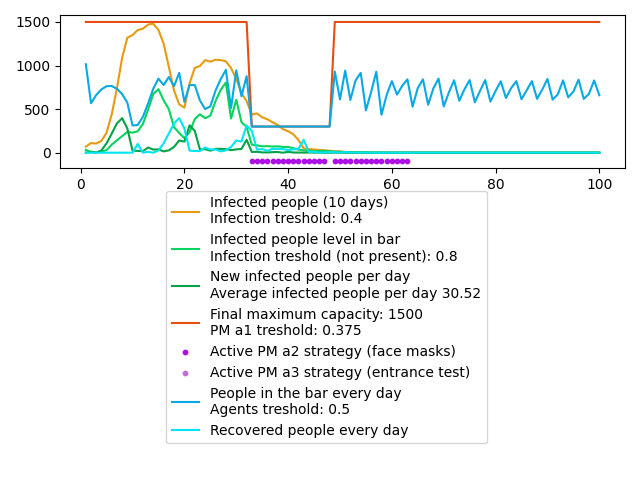 1500
1000
500
0
0
20
40
60
80
100
Infected people (10 days)
Infection treshold: 0.4
Infected people level in bar
Infection treshold (not present): 0.8
New infected people per day
Average infected people per day 30.52
Final maximum capacity: 1500
PM a1 treshold: 0.375
Active PM a2 strategy (face masks)
Active PM a3 strategy (entrance test)
People in the bar every day
Agents treshold: 0.5
Recovered people every day